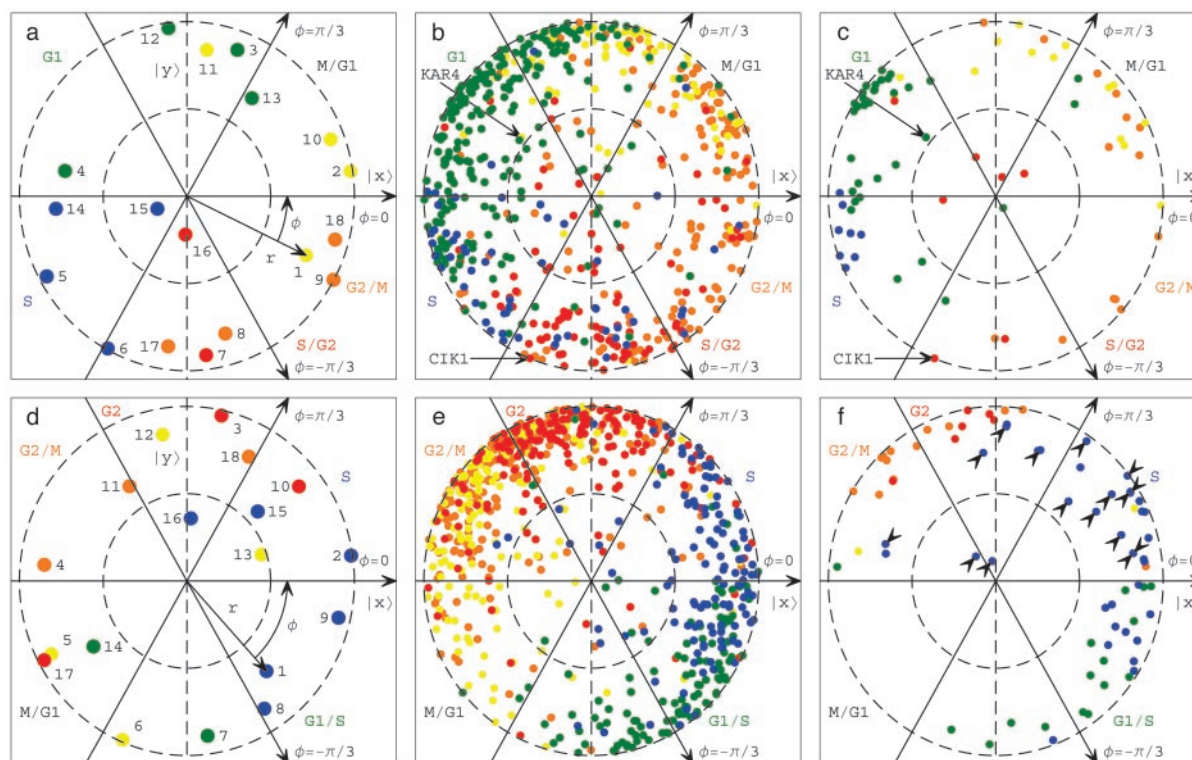 a
G1
12
3
11
|y⟩
ϕ=π/3
M/G1
13
10
4
2
|x⟩
ϕ=0
14
15
16
ϕ
r
18
1
5
9
S
G2/M
6
17
7
8
/G2
ϕ=-π/3
b
G1
KAR4
ϕ=π/3
M/G1
|x⟩
ϕ=0
S
G2/M
CIK1
S/G2
ϕ=-π/3
c
G1
KAR4
ϕ=π/3
M/G1
|x
ϕ=0
S
G2/M
CIK1
S/G2
ϕ=-π/3
d
G2
G2/M
12
3
|y⟩
18
ϕ=π/3
11
10
S
16
15
4
13
2
ϕ=0
|x⟩
r
ϕ
9
5
14
1
17
8
M/G1
6
7
G1/S
ϕ=-π/3
e
G2
G2/M
ϕ=π/3
S
ϕ=0
|x⟩
M/G1
G1/S
ϕ=-π/3
f
G2
G2/M
ϕ=π/3
S
ϕ=0
|x⟩
M/G1
G1/S
ϕ=-π/3